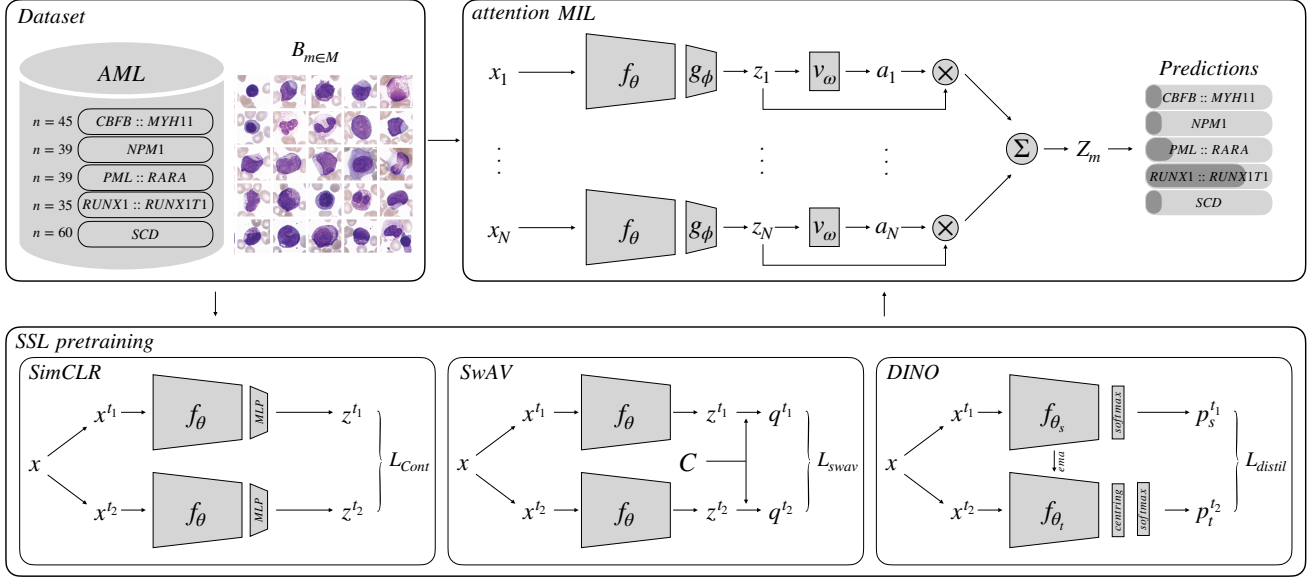 Dataset
AML
n = 45 CBFB :: MYH11
n = 39 NPM1
n = 39 PML :: RARA
n = 35 RUNX1 :: RUNX1T1
n = 60 SCD
B_{m∈M}
attention MIL
x_1 f_θ g_ϕ z_1 v_ω a_1 ⊗
Σ Z_m
x_N f_θ g_ϕ z_N v_ω a_N ⊗
Predictions
CBFB :: MYH11
NPM1
PML :: RARA
RUNX1 :: RUNX1T1
SCD
SSL pretraining
SimCLR
x^{t_1} f_θ MLP z^{t_1}
x L_{Cont}
x^{t_2} f_θ MLP z^{t_2}
SwAV
x^{t_1} f_θ z^{t_1} q^{t_1}
x C L_{swav}
x^{t_2} f_θ z^{t_2} q^{t_2}
DINO
x^{t_1} f_{θ_s} softmax p_s^{t_1}
x ema L_{distil}
x^{t_2} f_{θ_t} centring softmax p_t^{t_2}